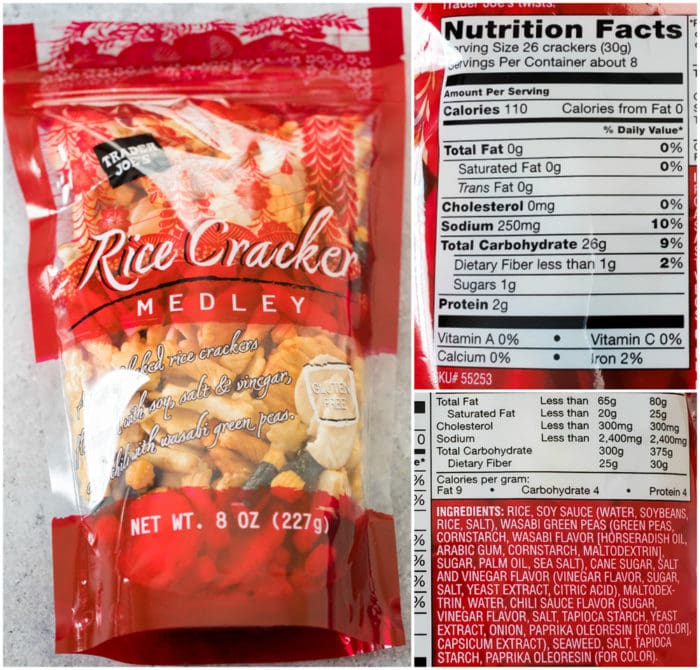 TRADER
JOE'S
Rice Cracker
MEDLEY
rice crackers
with soy, salt & vinegar,
chili with wasabi green peas.
GLUTEN
FREE
NET WT. 8 OZ (227g)
Trader Joe's twists.
Nutrition Facts
Serving Size 26 crackers (30g)
Servings Per Container about 8
Amount Per Serving
Calories 110 Calories from Fat 0
% Daily Value*
Total Fat 0g 0%
Saturated Fat 0g 0%
Trans Fat 0g
Cholesterol 0mg 0%
Sodium 250mg 10%
Total Carbohydrate 26g 9%
Dietary Fiber less than 1g 2%
Sugars 1g
Protein 2g
Vitamin A 0% • Vitamin C 0%
Calcium 0% • Iron 2%
SKU# 55253
Total Fat Less than 65g 80g
Saturated Fat Less than 20g 25g
Cholesterol Less than 300mg 300mg
Sodium Less than 2,400mg 2,400mg
Total Carbohydrate 300g 375g
Dietary Fiber 25g 30g
Calories per gram:
Fat 9 • Carbohydrate 4 • Protein 4
INGREDIENTS: RICE, SOY SAUCE (WATER, SOYBEANS,
RICE, SALT), WASABI GREEN PEAS (GREEN PEAS,
CORNSTARCH, WASABI FLAVOR [HORSERADISH OIL,
ARABIC GUM, CORNSTARCH, MALTODEXTRIN],
SUGAR, PALM OIL, SEA SALT), CANE SUGAR, SALT
AND VINEGAR FLAVOR (VINEGAR FLAVOR, SUGAR,
SALT, YEAST EXTRACT, CITRIC ACID), MALTODEX-
TRIN, WATER, CHILI SAUCE FLAVOR (SUGAR,
VINEGAR FLAVOR, SALT, TAPIOCA STARCH, YEAST
EXTRACT, ONION, PAPRIKA OLEORESIN [FOR COLOR],
CAPSICUM EXTRACT), SEAWEED, SALT, TAPIOCA
STARCH, PAPRIKA OLEORESIN (FOR COLOR).